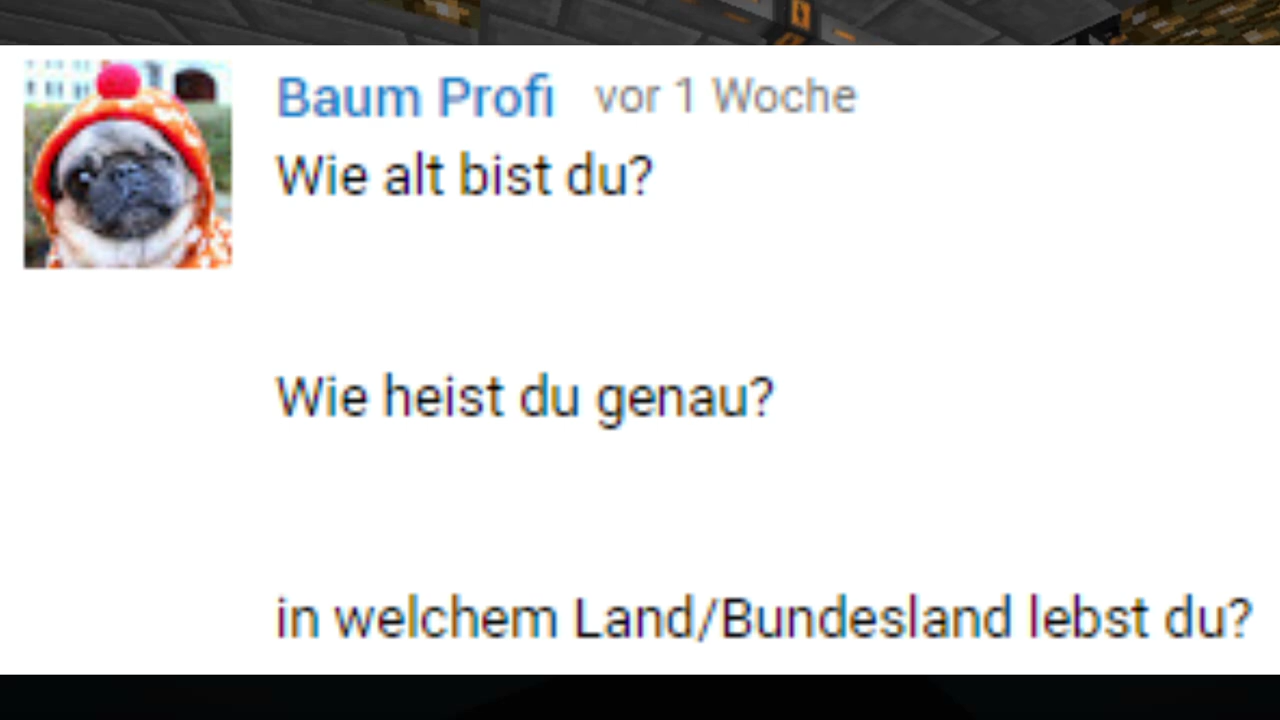 Baum Profi vor 1 Woche
Wie alt bist du?
Wie heist du genau?
in welchem Land/Bundesland lebst du?